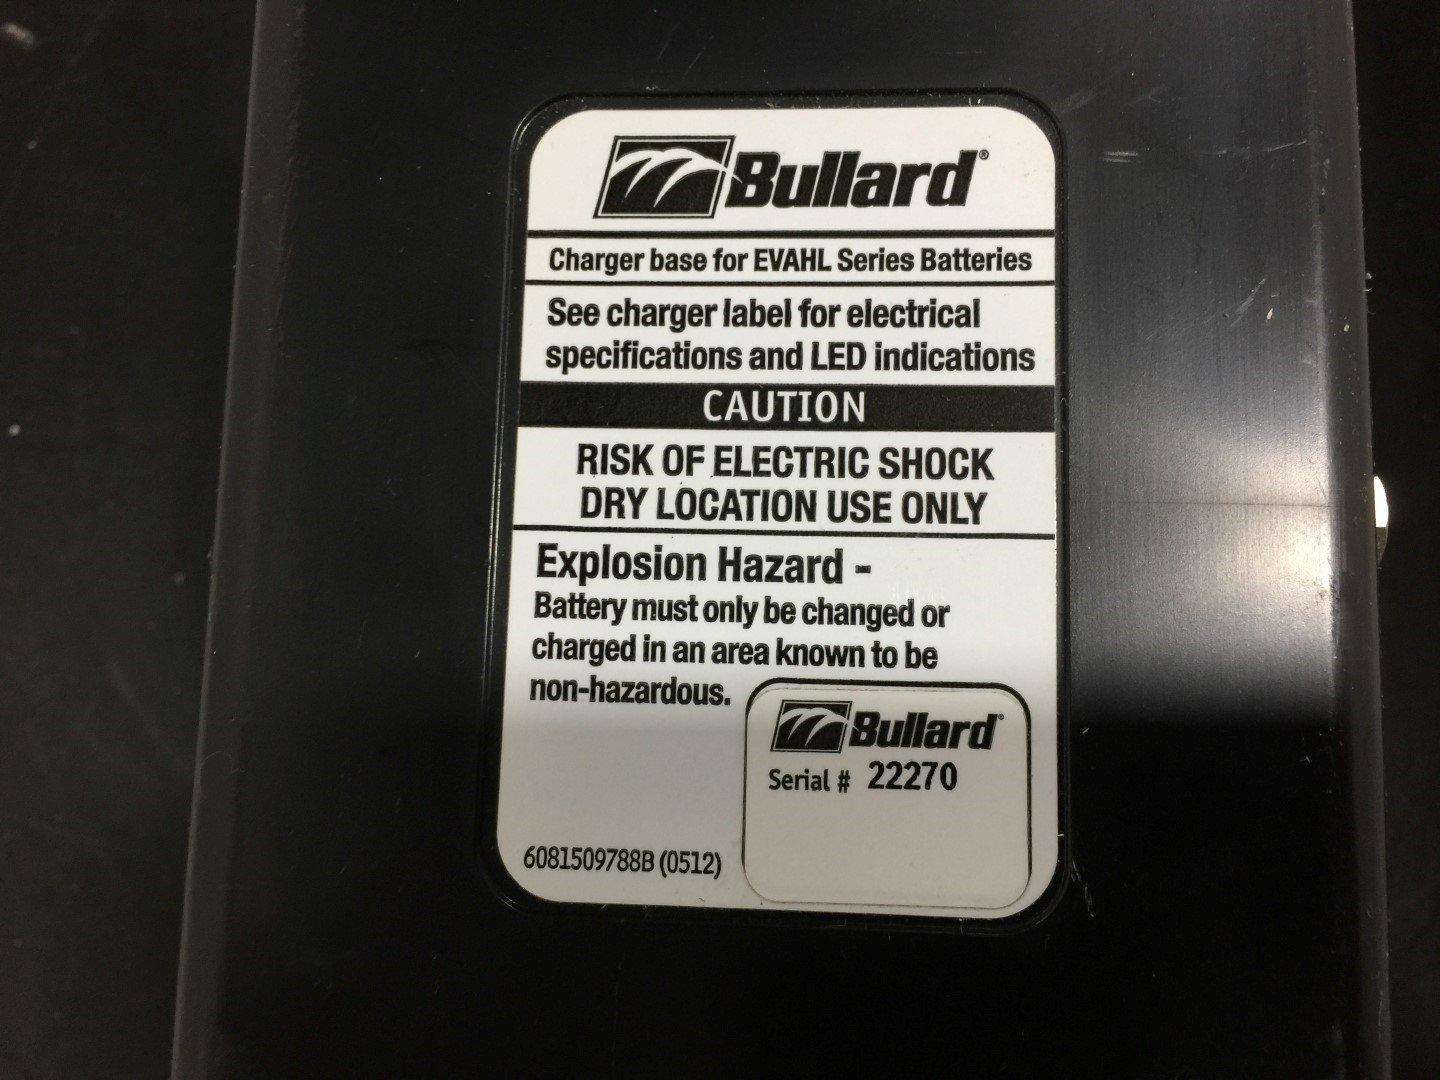 Bullard®
Charger base for EVAHL Series Batteries
See charger label for electrical
specifications and LED indications
CAUTION
RISK OF ELECTRIC SHOCK
DRY LOCATION USE ONLY
Explosion Hazard -
Battery must only be changed or
charged in an area known to be
non-hazardous.
Bullard®
Serial # 22270
6081509788B (0512)